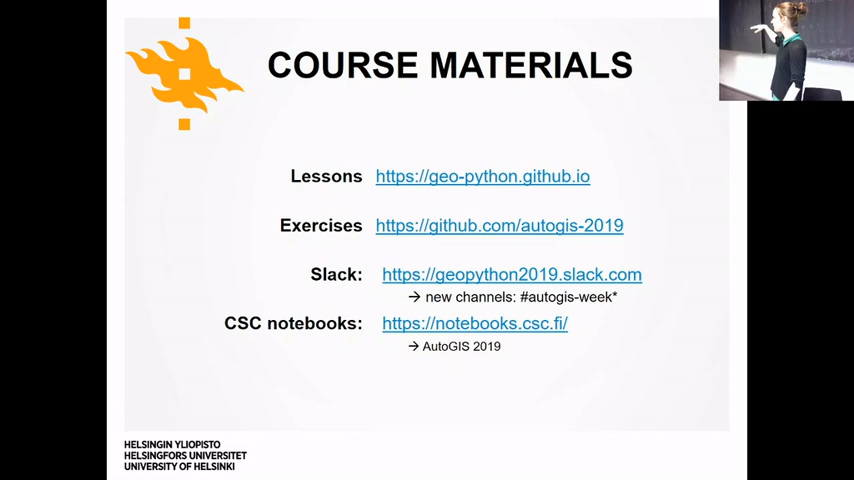 COURSE MATERIALS
Lessons https://geo-python.github.io
Exercises https://github.com/autogis-2019
Slack: https://geopython2019.slack.com
→ new channels: #autogis-week*
CSC notebooks: https://notebooks.csc.fi/
→ AutoGIS 2019
HELSINGIN YLIOPISTO
HELSINGFORS UNIVERSITET
UNIVERSITY OF HELSINKI